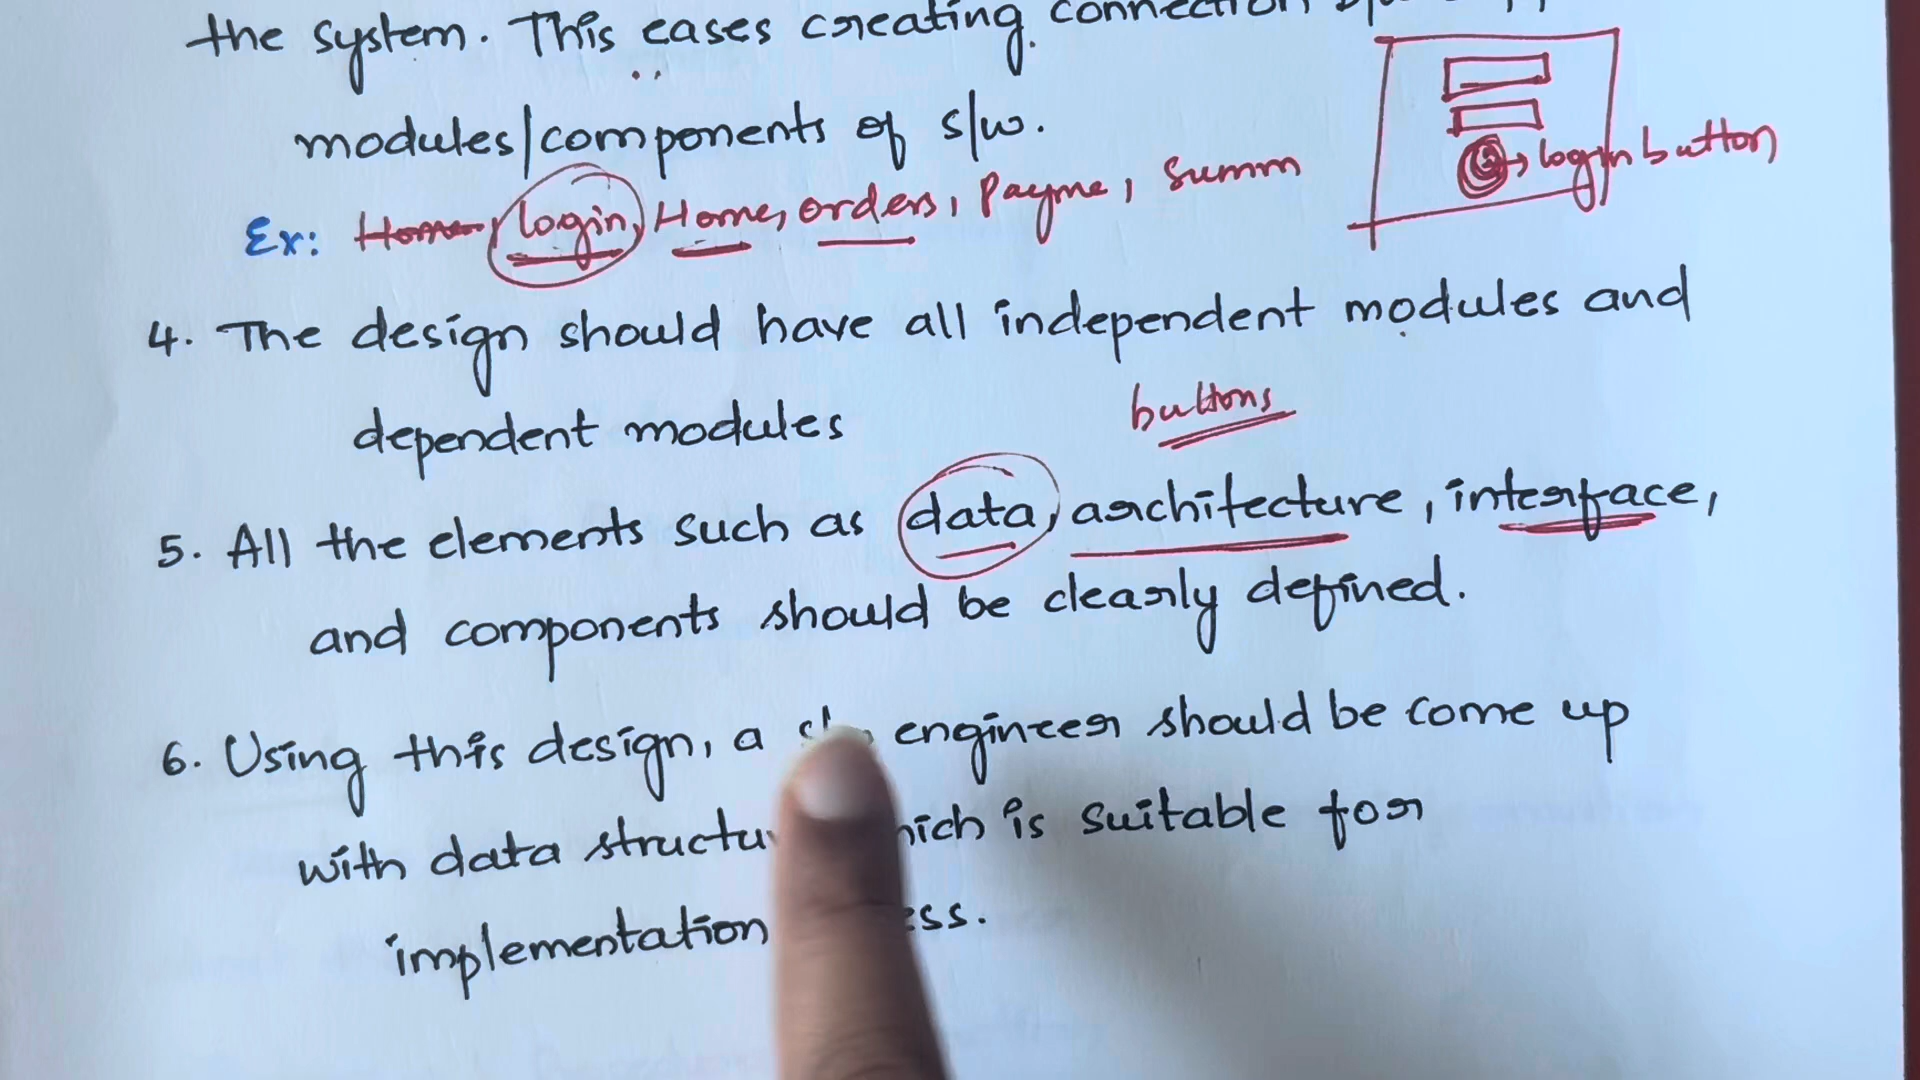 the system. This eases creating connection
modules/components of s/w.
login button
Ex: Home, login, Home, orders, Payme, Summ
4. The design should have all independent modules and
dependent modules
buttons
5. All the elements such as data, architecture, interface,
and components should be clearly defined.
6. Using this design, a engineer should be come up
with data which is suitable for
implementation